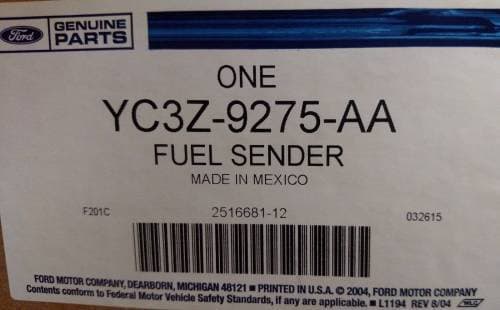 Ford
GENUINE
PARTS
ONE
YC3Z-9275-AA
FUEL SENDER
MADE IN MEXICO
F201C 2516681-12 032615
FORD MOTOR COMPANY, DEARBORN, MICHIGAN 48121 ■ PRINTED IN U.S.A. © 2004, FORD MOTOR COMPANY
Contents conform to Federal Motor Vehicle Safety Standards, if any are applicable. ■ L1194 REV 8/04